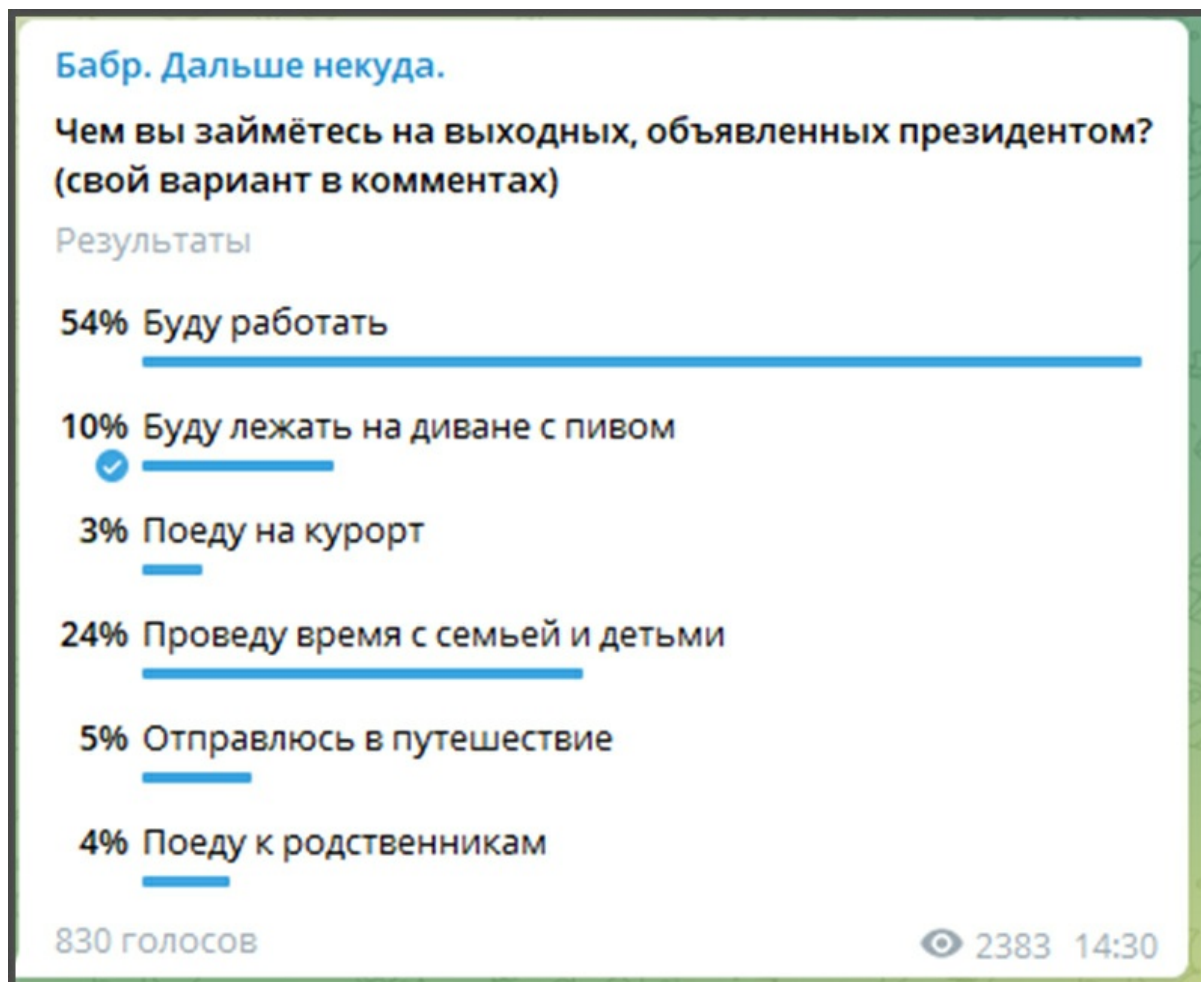 Бабр. Дальше некуда.
Чем вы займётесь на выходных, объявленных президентом?
(свой вариант в комментах)
Результаты
54% Буду работать
10% Буду лежать на диване с пивом
3% Поеду на курорт
24% Проведу время с семьей и детьми
5% Отправлюсь в путешествие
4% Поеду к родственникам
830 голосов 2383 14:30